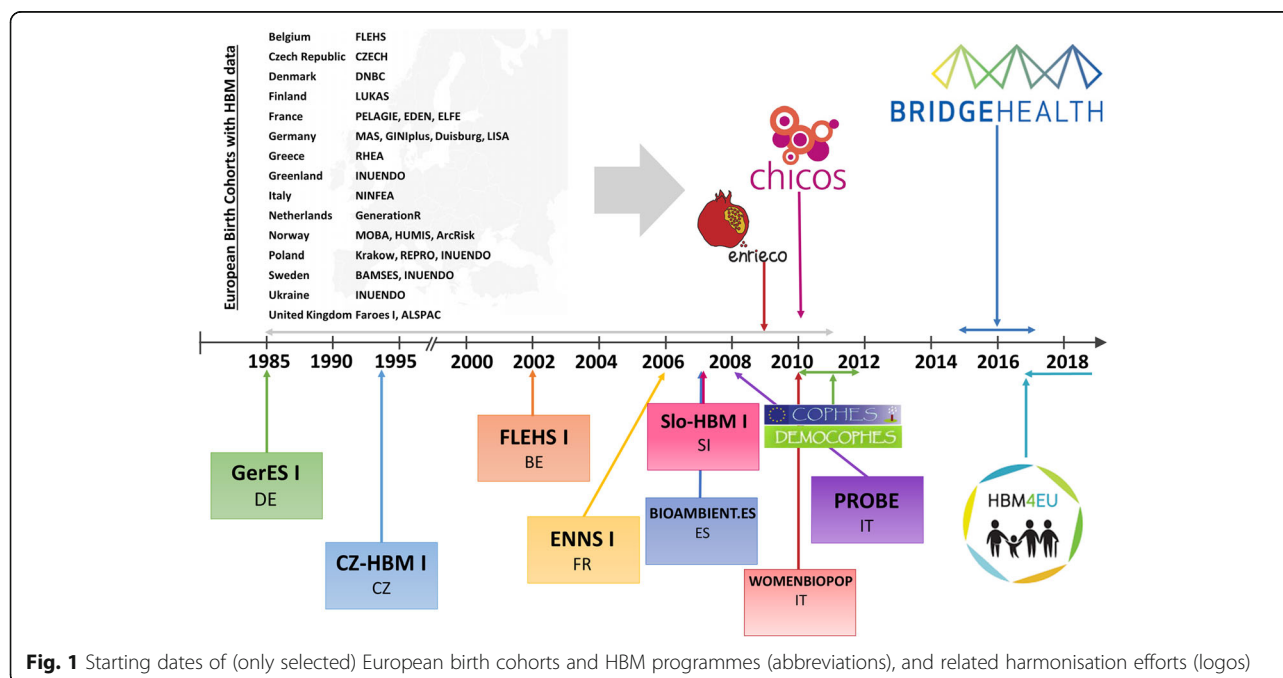 European Birth Cohorts with HBM data
Belgium FLEHS
Czech Republic CZECH
Denmark DNBC
Finland LUKAS
France PELAGIE, EDEN, ELFE
Germany MAS, GINIplus, Duisburg, LISA
Greece RHEA
Greenland INUENDO
Italy NINFEA
Netherlands GenerationR
Norway MOBA, HUMIS, ArcRisk
Poland Krakow, REPRO, INUENDO
Sweden BAMSES, INUENDO
Ukraine INUENDO
United Kingdom Faroes I, ALSPAC
enrieco
chicos
BRIDGEHEALTH
1985 1990 1995 2000 2002 2004 2006 2008 2010 2012 2014 2016 2018
GerES I
DE
CZ-HBM I
CZ
FLEHS I
BE
ENNS I
FR
Slo-HBM I
SI
BIOAMBIENT.ES
ES
COPHES
DEMOCOPHES
WOMENBIOPOP
IT
PROBE
IT
HBM4EU
Fig. 1 Starting dates of (only selected) European birth cohorts and HBM programmes (abbreviations), and related harmonisation efforts (logos)